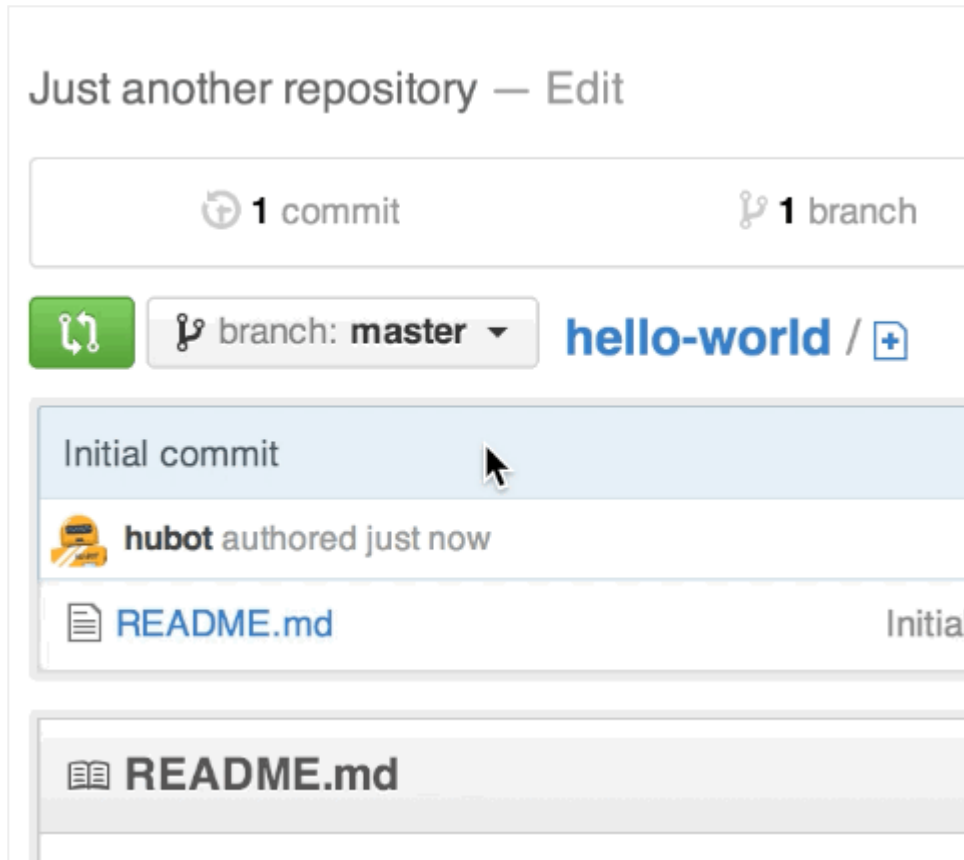 Just another repository — Edit
1 commit 1 branch
branch: master hello-world /
Initial commit
hubot authored just now
README.md Initial
README.md